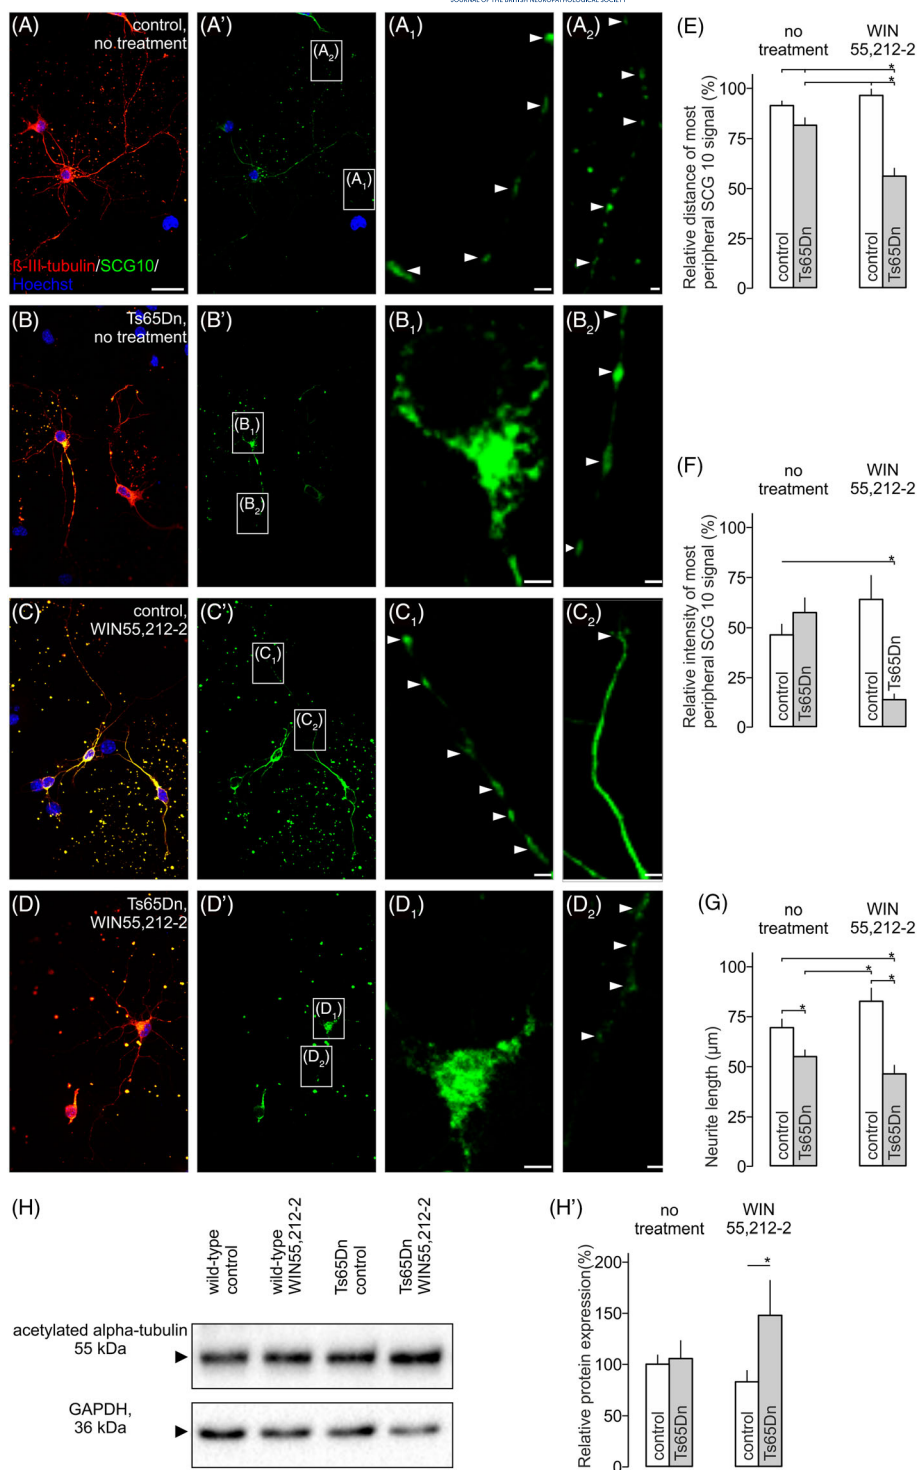 JOURNAL OF THE BRITISH NEUROPATHOLOGICAL SOCIETY
(A)
control,
no treatment
ß-III-tubulin/SCG10/
Hoechst
(A')
(A2)
(A1)
(A1)
(A2)
(B)
Ts65Dn,
no treatment
(B')
(B1)
(B2)
(B1)
(B2)
(C)
control,
WIN55,212-2
(C')
(C1)
(C2)
(C1)
(C2)
(D)
Ts65Dn,
WIN55,212-2
(D')
(D1)
(D2)
(D1)
(D2)
(E)
no
treatment
WIN
55,212-2
Relative distance of most
peripheral SCG 10 signal (%)
100
75
50
25
0
control
Ts65Dn
control
Ts65Dn
*
*
(F)
no
treatment
WIN
55,212-2
Relative intensity of most
peripheral SCG 10 signal (%)
100
75
50
25
0
control
Ts65Dn
control
Ts65Dn
*
(G)
no
treatment
WIN
55,212-2
Neurite length (µm)
100
75
50
25
0
control
Ts65Dn
control
Ts65Dn
*
*
*
*
(H)
wild-type
control
wild-type
WIN55,212-2
Ts65Dn
control
Ts65Dn
WIN55,212-2
acetylated alpha-tubulin
55 kDa
GAPDH,
36 kDa
(H')
no
treatment
WIN
55,212-2
Relative protein expression(%)
200
150
100
50
0
control
Ts65Dn
control
Ts65Dn
*